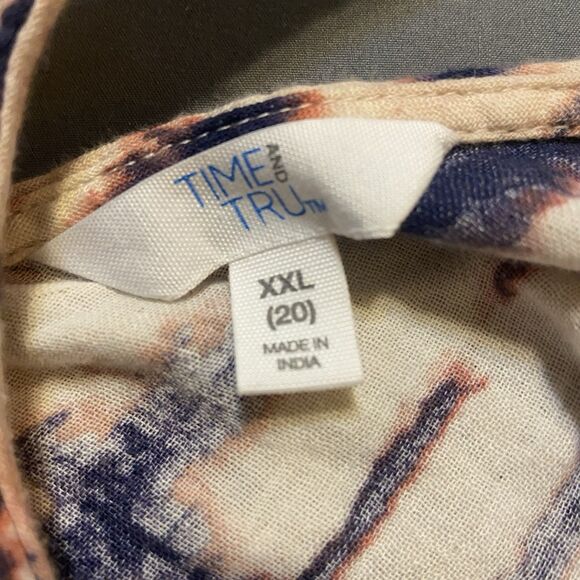 TIME AND
TRU™
XXL
(20)
MADE IN
INDIA